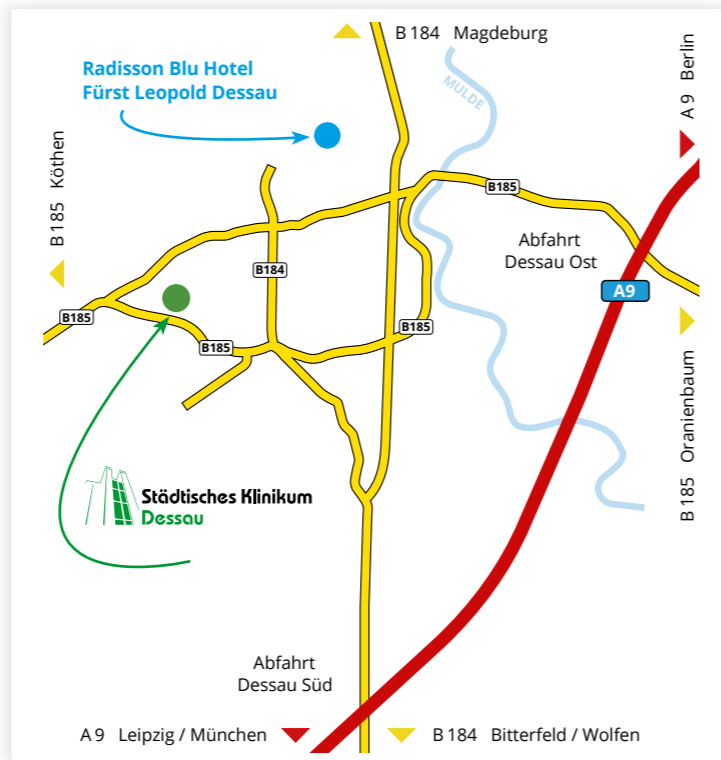 B 184 Magdeburg
Radisson Blu Hotel
Fürst Leopold Dessau
MULDE
A 9 Berlin
B 185 Köthen
B185
Abfahrt
Dessau Ost
B184
A9
B185
B185
B185
B 185 Oranienbaum
Städtisches Klinikum
Dessau
Abfahrt
Dessau Süd
A 9 Leipzig / München
B 184 Bitterfeld / Wolfen